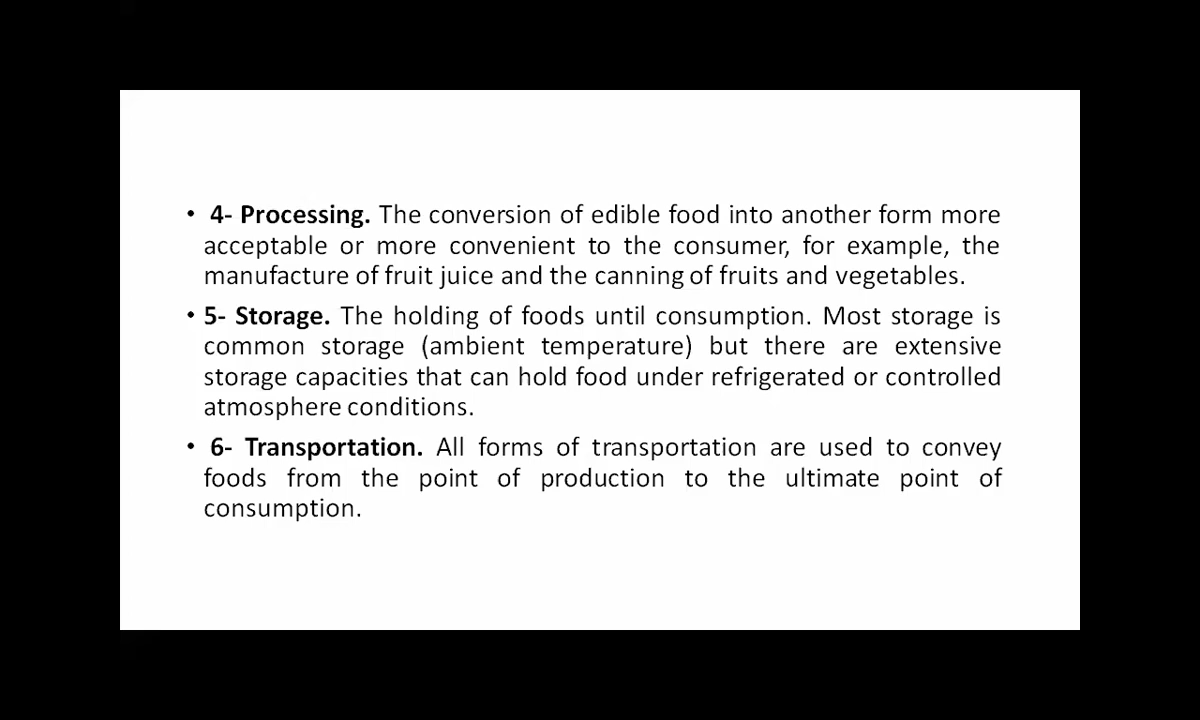 • 4- Processing. The conversion of edible food into another form more
acceptable or more convenient to the consumer, for example, the
manufacture of fruit juice and the canning of fruits and vegetables.
• 5- Storage. The holding of foods until consumption. Most storage is
common storage (ambient temperature) but there are extensive
storage capacities that can hold food under refrigerated or controlled
atmosphere conditions.
• 6- Transportation. All forms of transportation are used to convey
foods from the point of production to the ultimate point of
consumption.